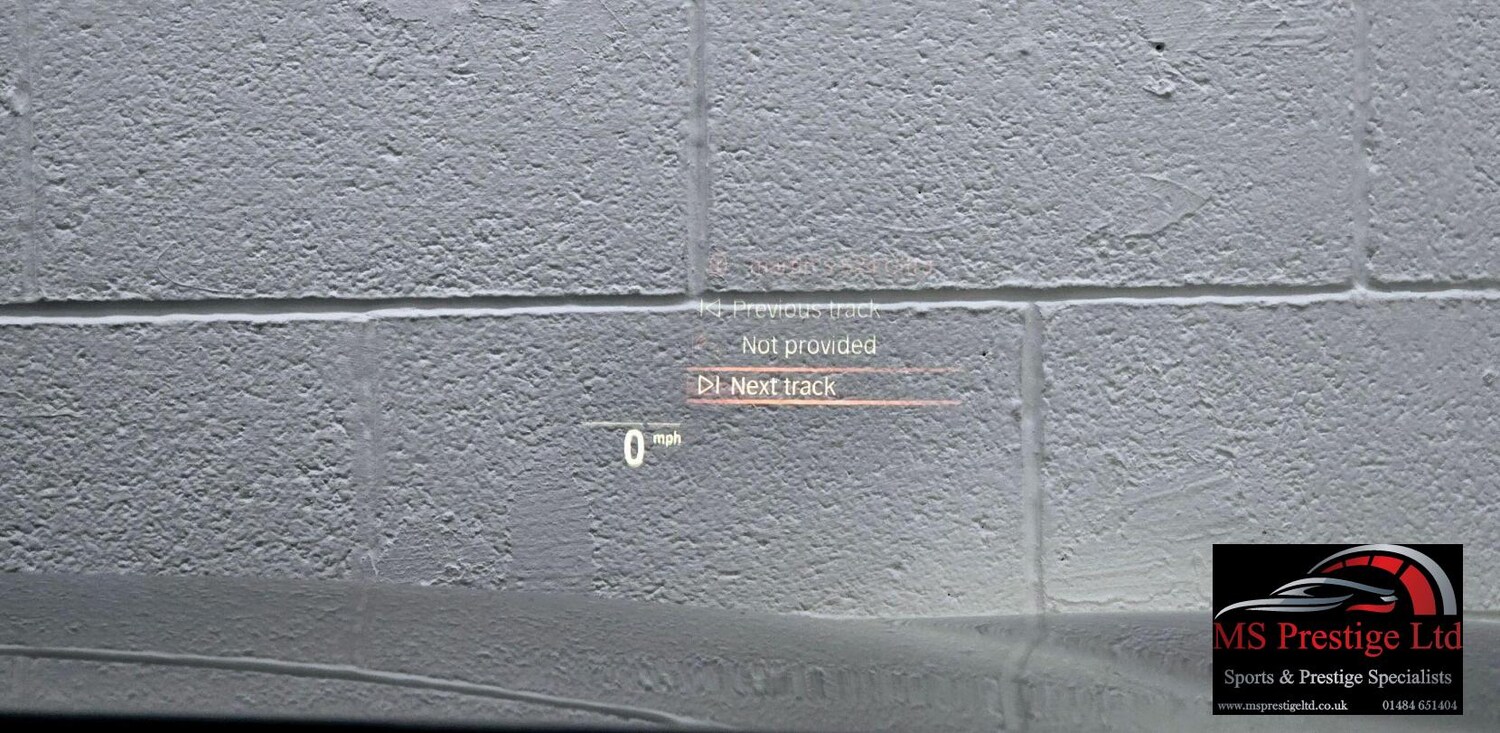 Previous track
Not provided
Next track
0 mph
MS Prestige Ltd
Sports & Prestige Specialists
www.msprestigeltd.co.uk 01484 651404